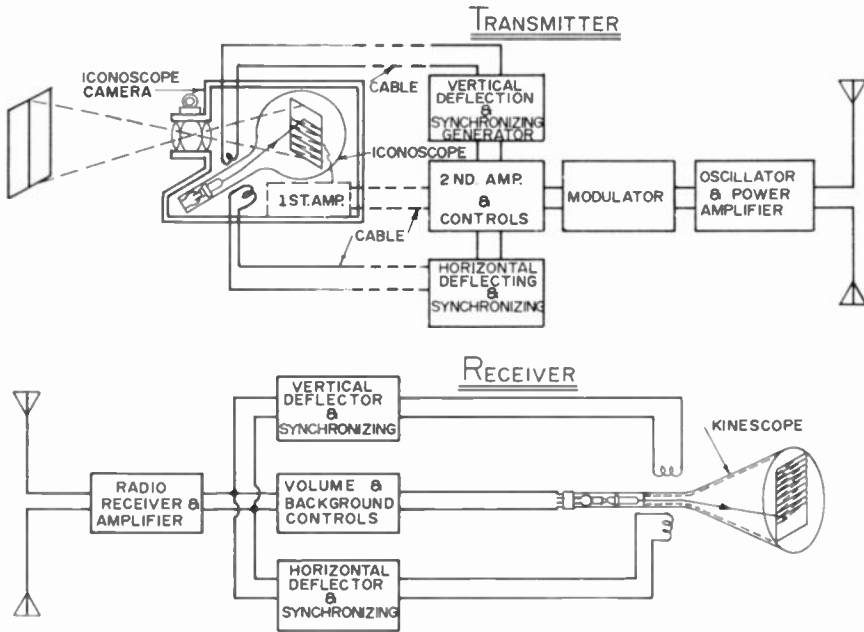 TRANSMITTER
ICONOSCOPE
CAMERA
CABLE
VERTICAL
DEFLECTION
&
SYNCHRONIZING
GENERATOR
ICONOSCOPE
1ST. AMP.
2ND. AMP.
&
CONTROLS
MODULATOR
OSCILLATOR
& POWER
AMPLIFIER
CABLE
HORIZONTAL
DEFLECTING
&
SYNCHRONIZING
RECEIVER
VERTICAL
DEFLECTOR
&
SYNCHRONIZING
KINESCOPE
RADIO
RECEIVER &
AMPLIFIER
VOLUME &
BACKGROUND
CONTROLS
HORIZONTAL
DEFLECTOR
&
SYNCHRONIZING